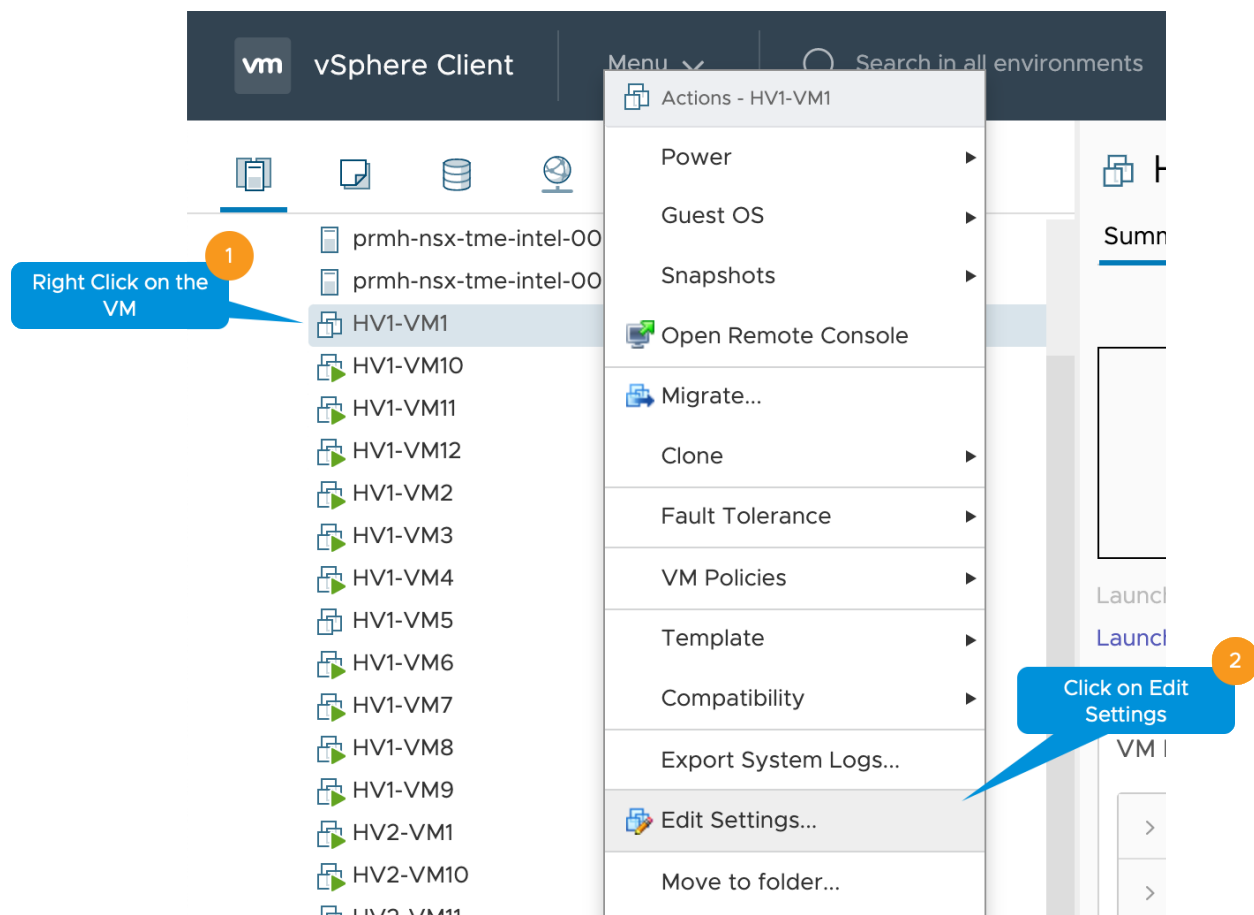 vm vSphere Client Menu Search in all environments
Actions - HV1-VM1
Power
Guest OS
Snapshots
Open Remote Console
Migrate...
Clone
Fault Tolerance
VM Policies
Template
Compatibility
Export System Logs...
Edit Settings...
Move to folder...
1
Right Click on the
VM
prmh-nsx-tme-intel-00
prmh-nsx-tme-intel-00
HV1-VM1
HV1-VM10
HV1-VM11
HV1-VM12
HV1-VM2
HV1-VM3
HV1-VM4
HV1-VM5
HV1-VM6
HV1-VM7
HV1-VM8
HV1-VM9
HV2-VM1
HV2-VM10
HV2-VM11
Summ
Launch
Launch
2
Click on Edit
Settings
VM